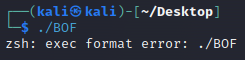 ┌──(kali㉿kali)-[~/Desktop]
└─$ ./BOF
zsh: exec format error: ./BOF